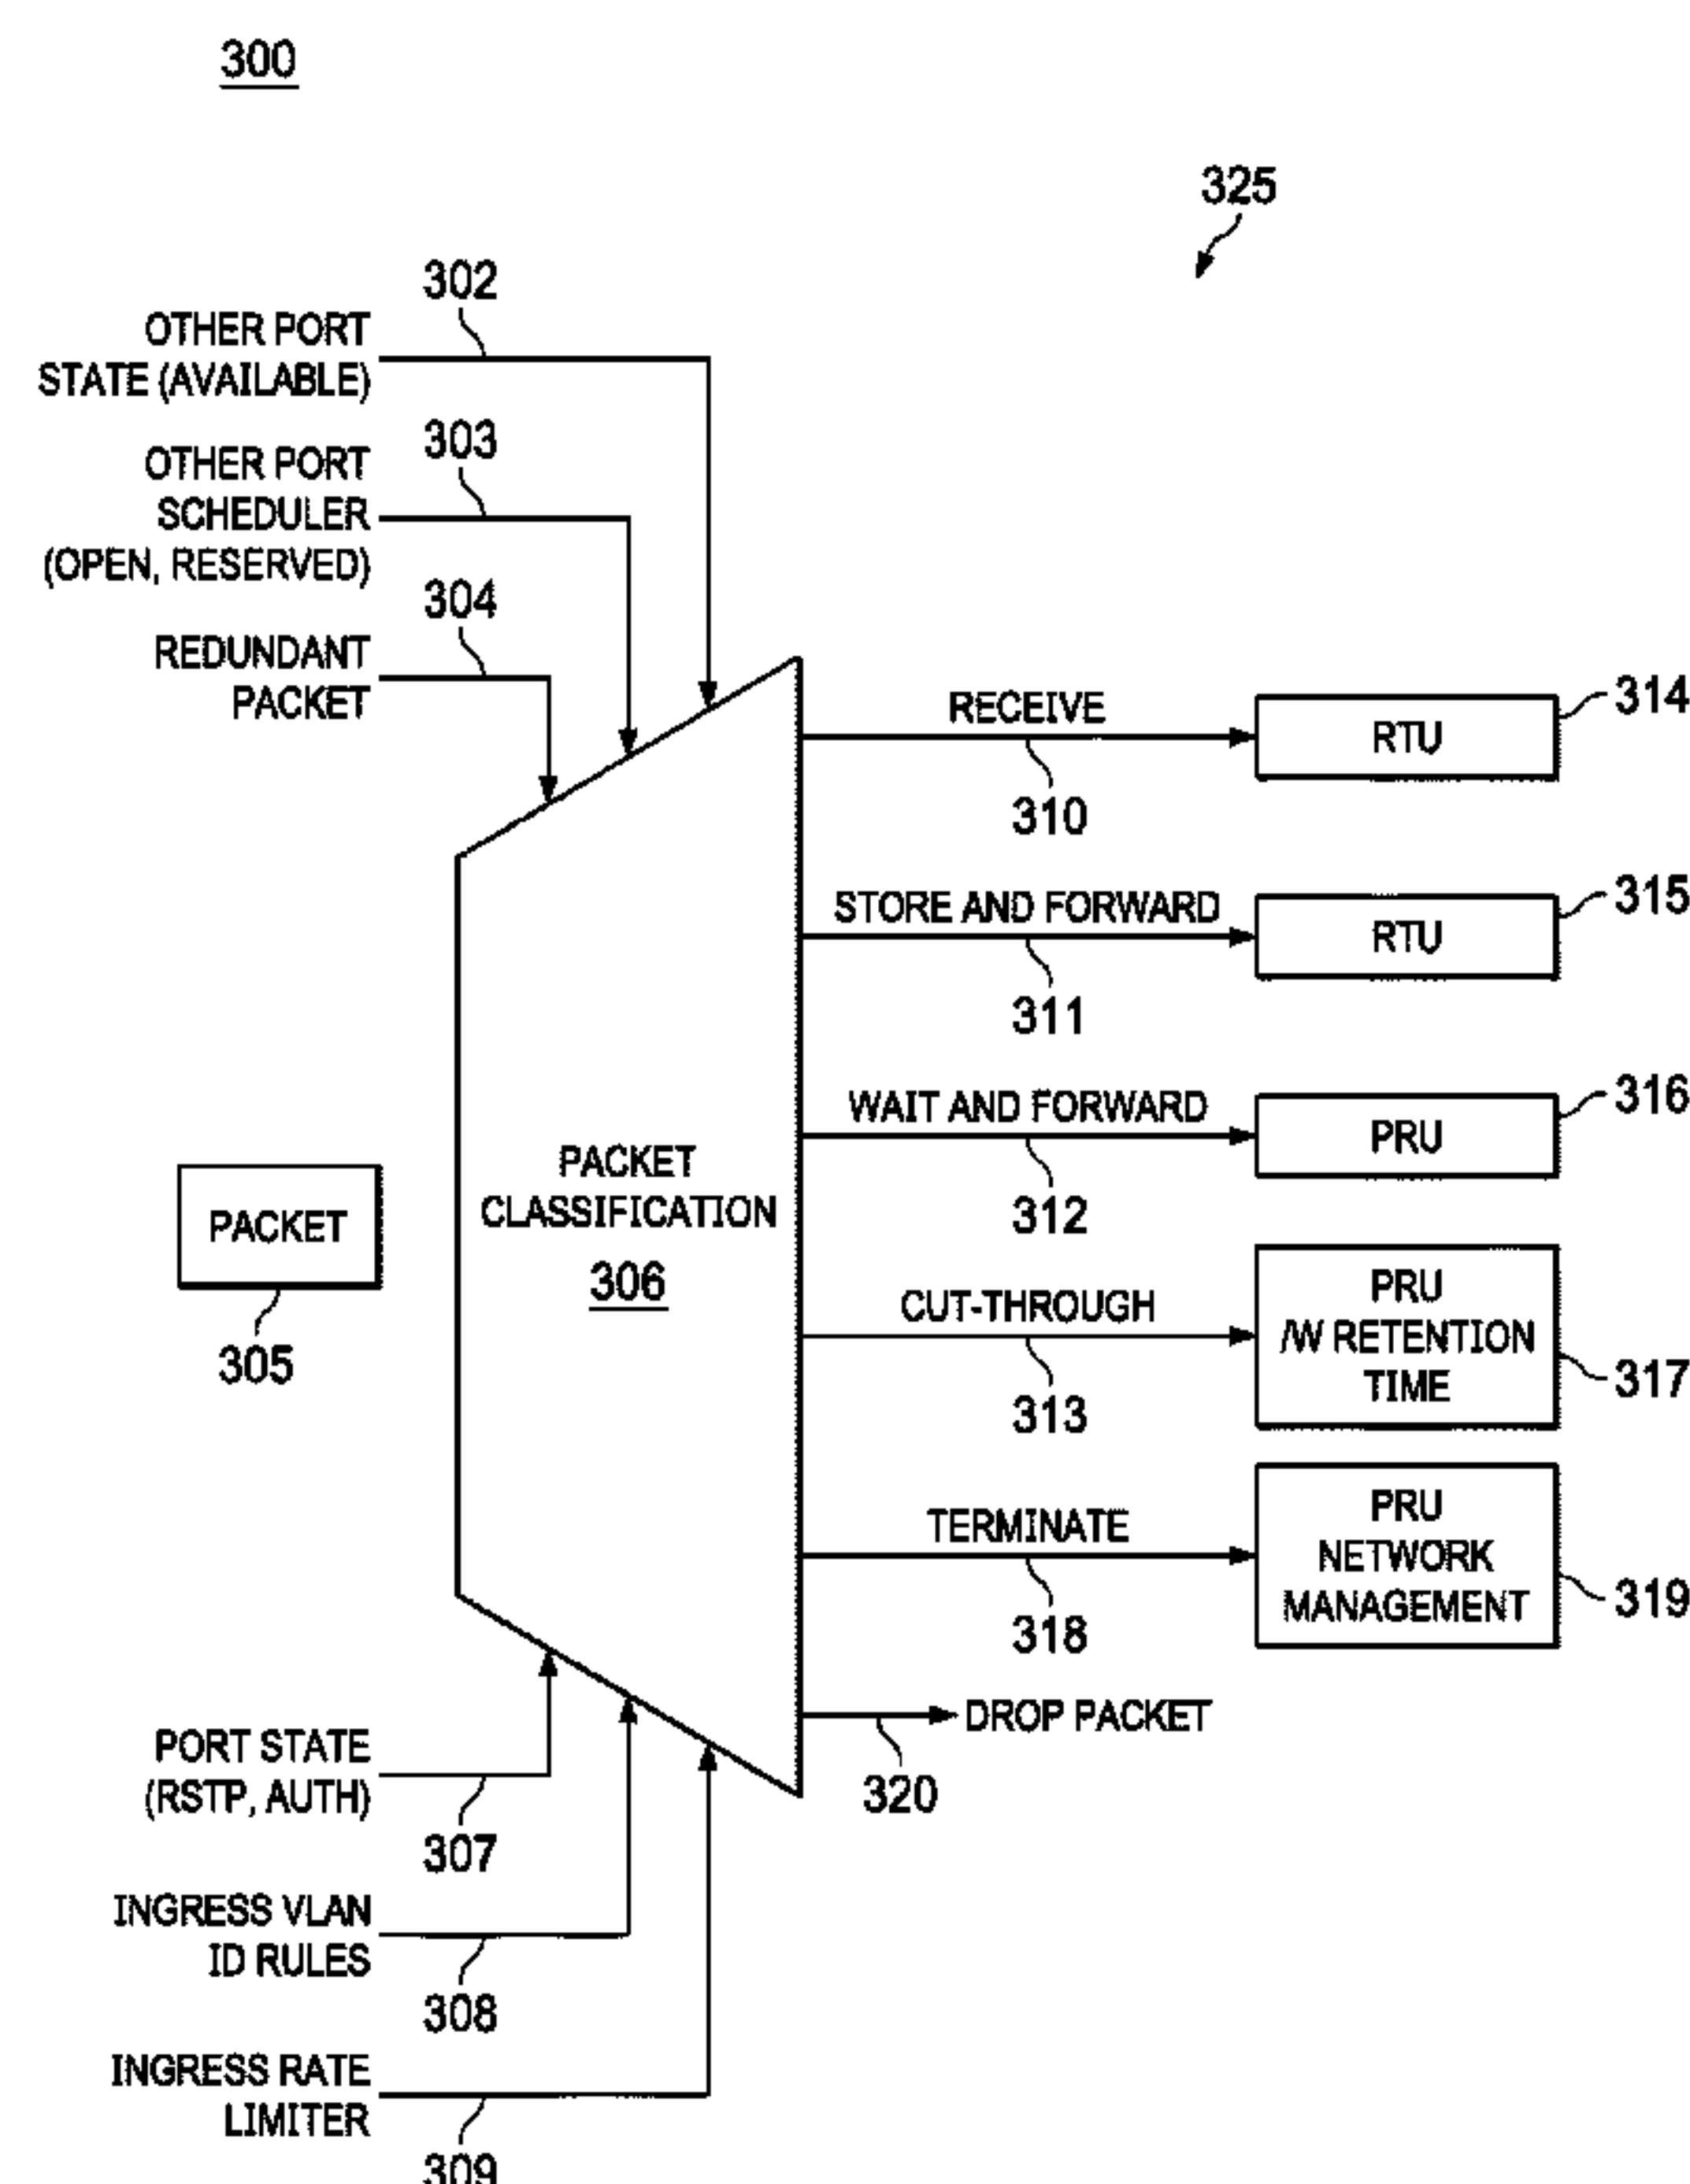 300
325
302
OTHER PORT
STATE (AVAILABLE)
303
OTHER PORT
SCHEDULER
(OPEN, RESERVED)
304
REDUNDANT
PACKET
RECEIVE
310
RTU
314
STORE AND FORWARD
311
RTU
315
WAIT AND FORWARD
312
PRU
316
PACKET
305
PACKET
CLASSIFICATION
306
CUT-THROUGH
313
PRU
/W RETENTION
TIME
317
TERMINATE
318
PRU
NETWORK
MANAGEMENT
319
DROP PACKET
320
PORT STATE
(RSTP, AUTH)
307
INGRESS VLAN
ID RULES
308
INGRESS RATE
LIMITER
309